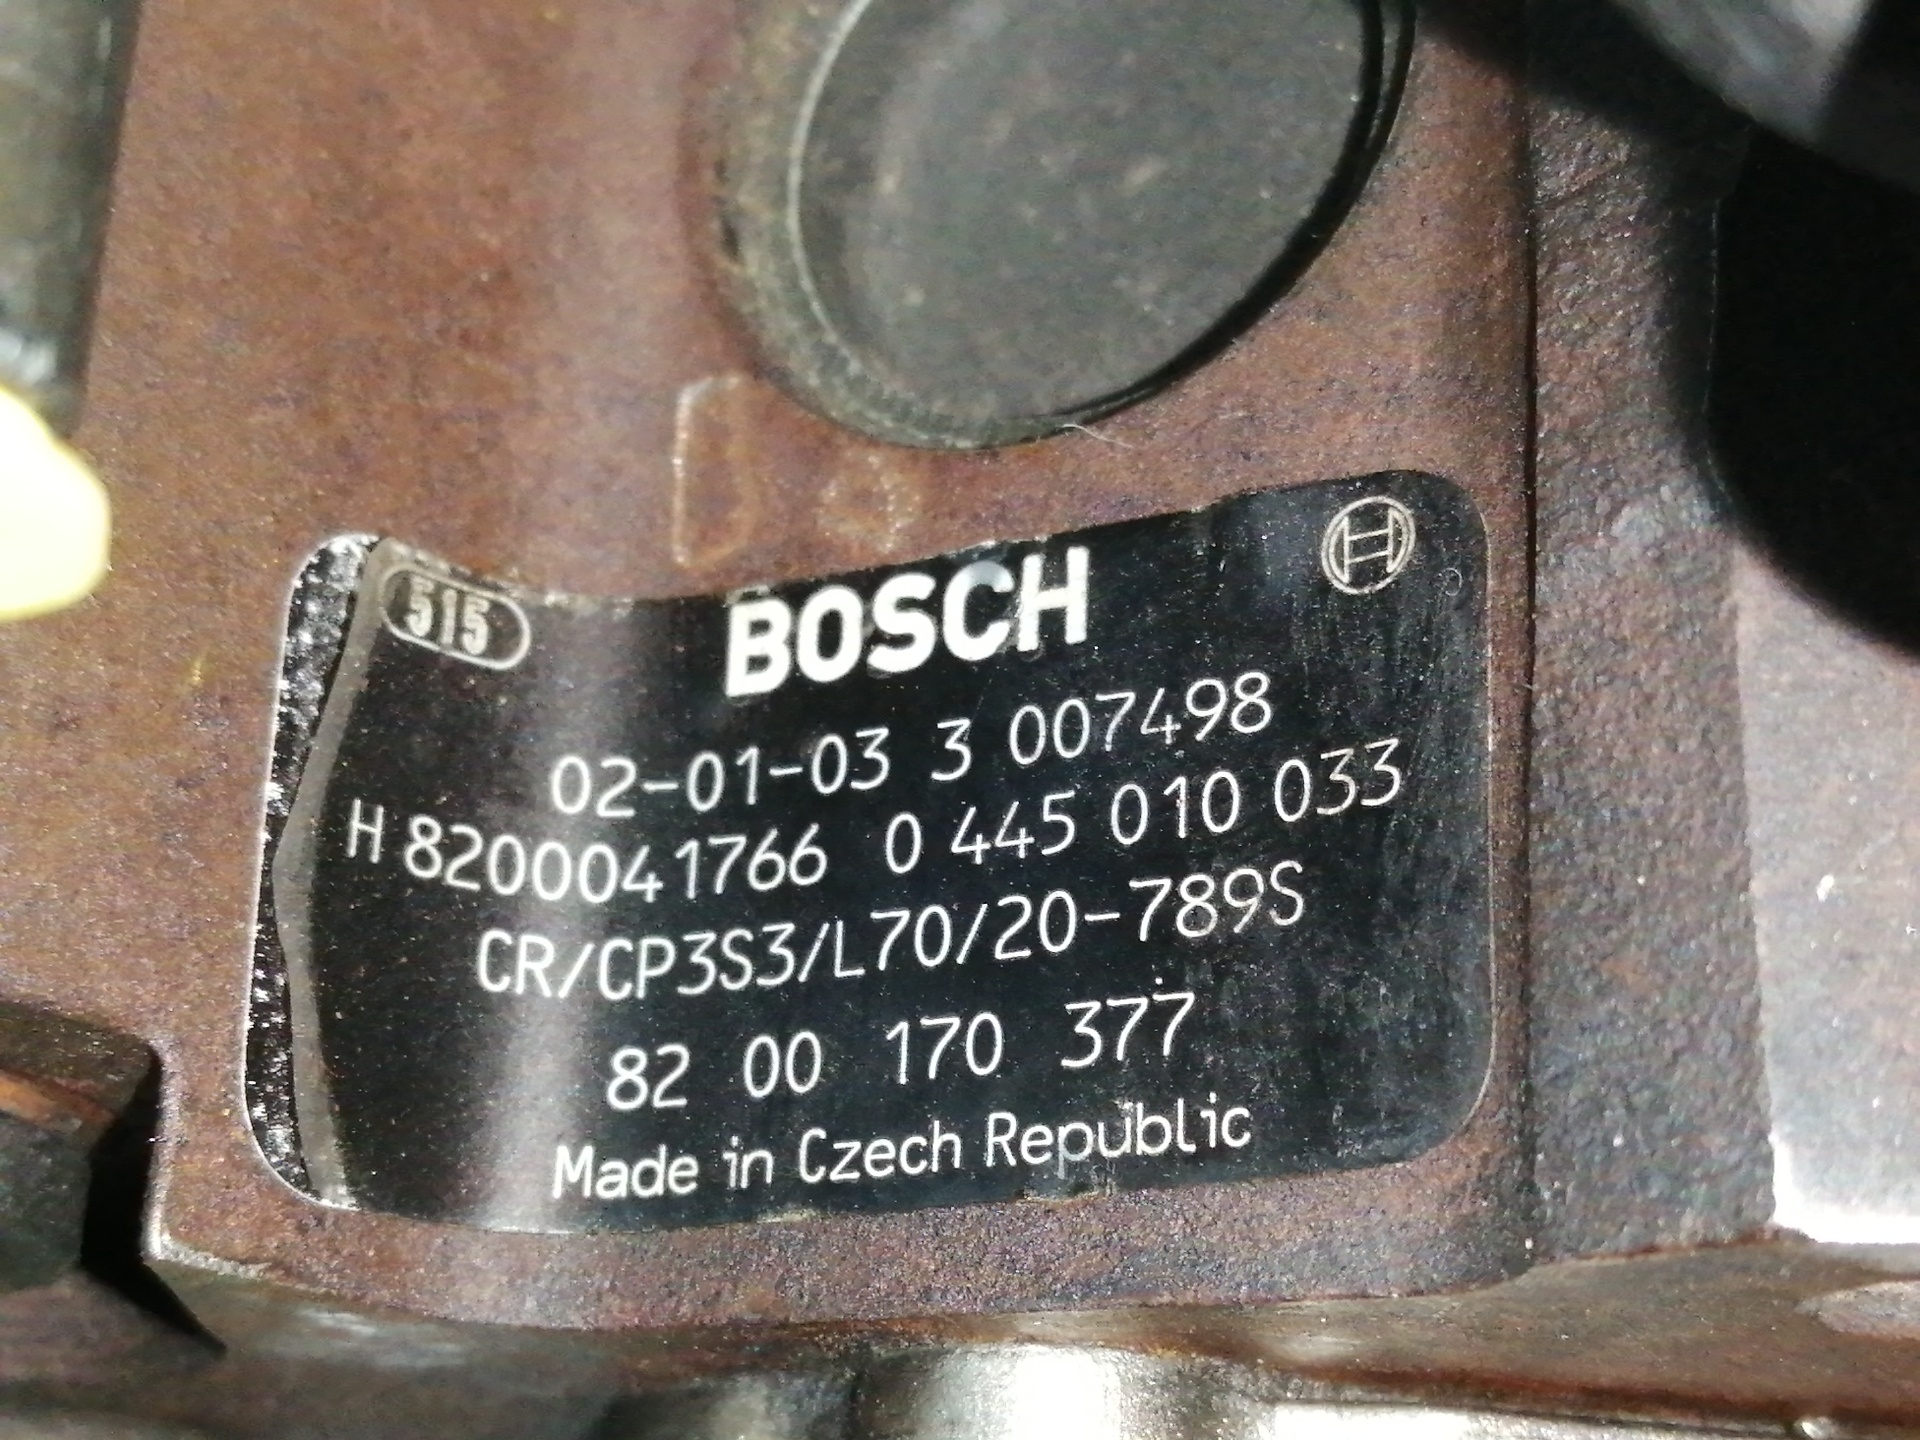 515
BOSCH
02-01-03 3 007498
H 8200041766 0 445 010 033
CR/CP3S3/L70/20-789S
82 00 170 377
Made in Czech Republic